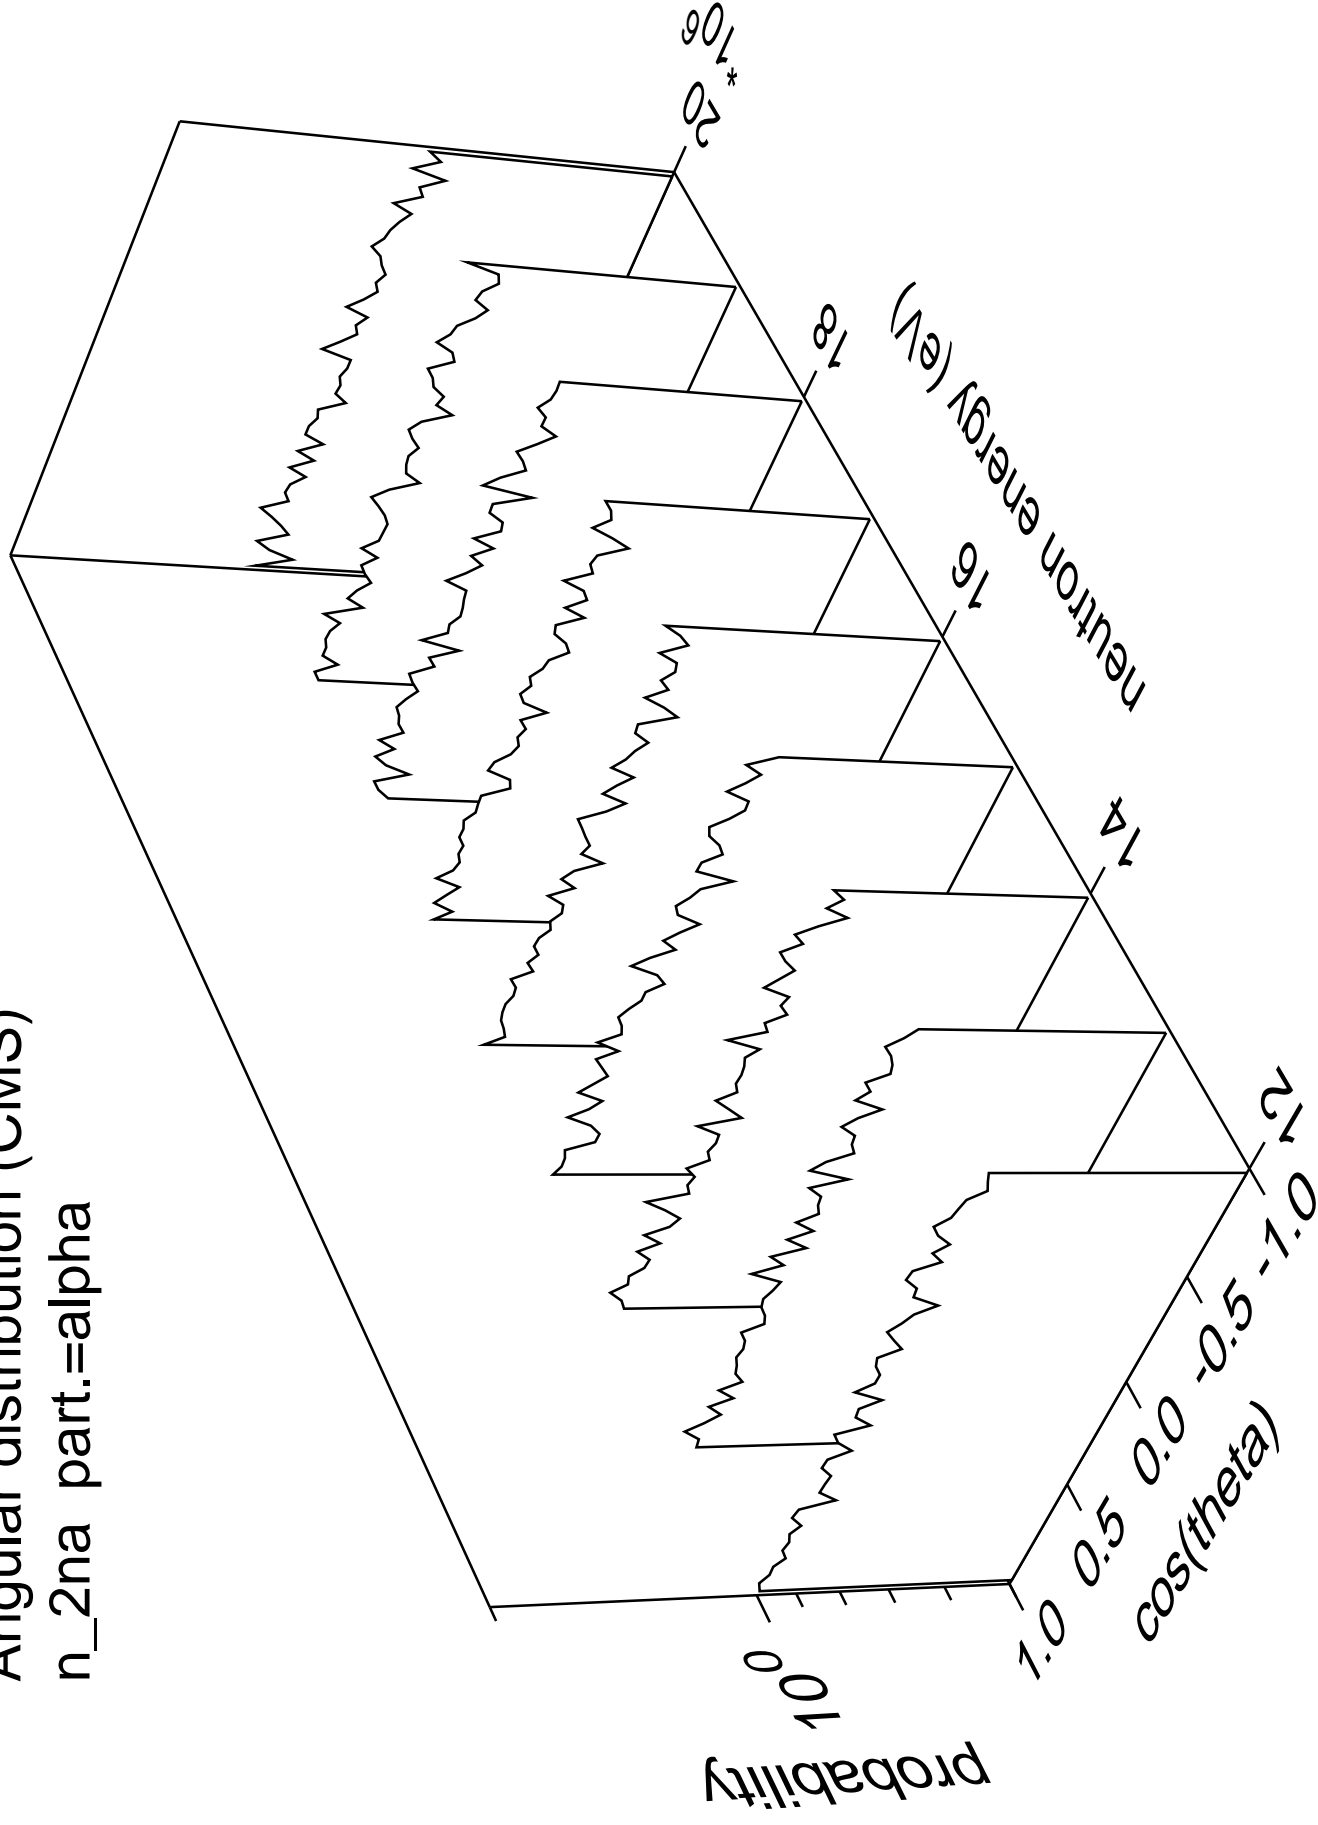 Angular distribution (CMS)
n_2na part.=alpha
probability
10^0
cos(theta)
1.0 0.5 0.0 -0.5 -1.0
neutron energy (eV)
12 14 16 18 20
*10^6